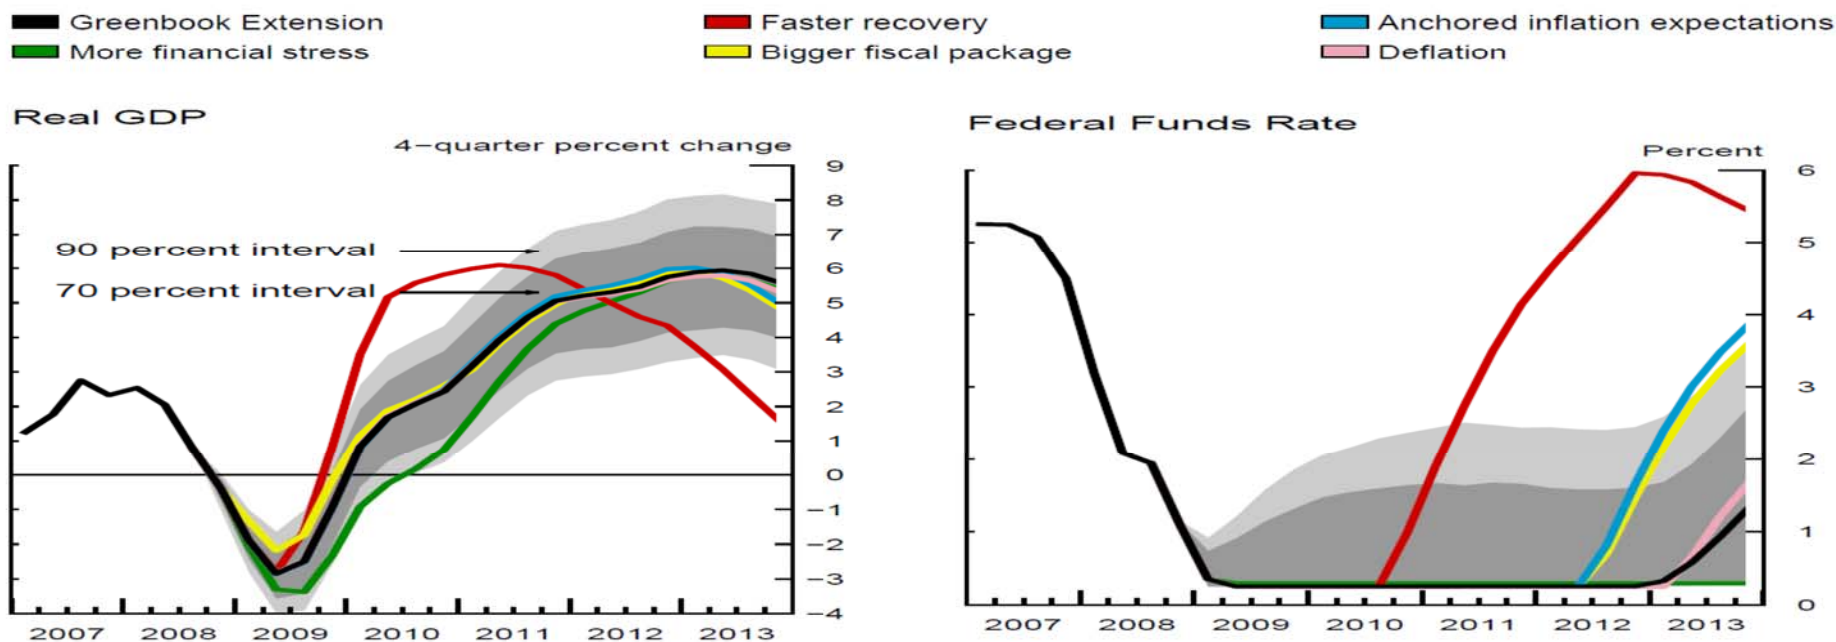 Greenbook Extension
More financial stress
Faster recovery
Bigger fiscal package
Anchored inflation expectations
Deflation
Real GDP
4−quarter percent change
90 percent interval
70 percent interval
9
8
7
6
5
4
3
2
1
0
−1
−2
−3
−4
2007 2008 2009 2010 2011 2012 2013
Federal Funds Rate
Percent
6
5
4
3
2
1
0
2007 2008 2009 2010 2011 2012 2013